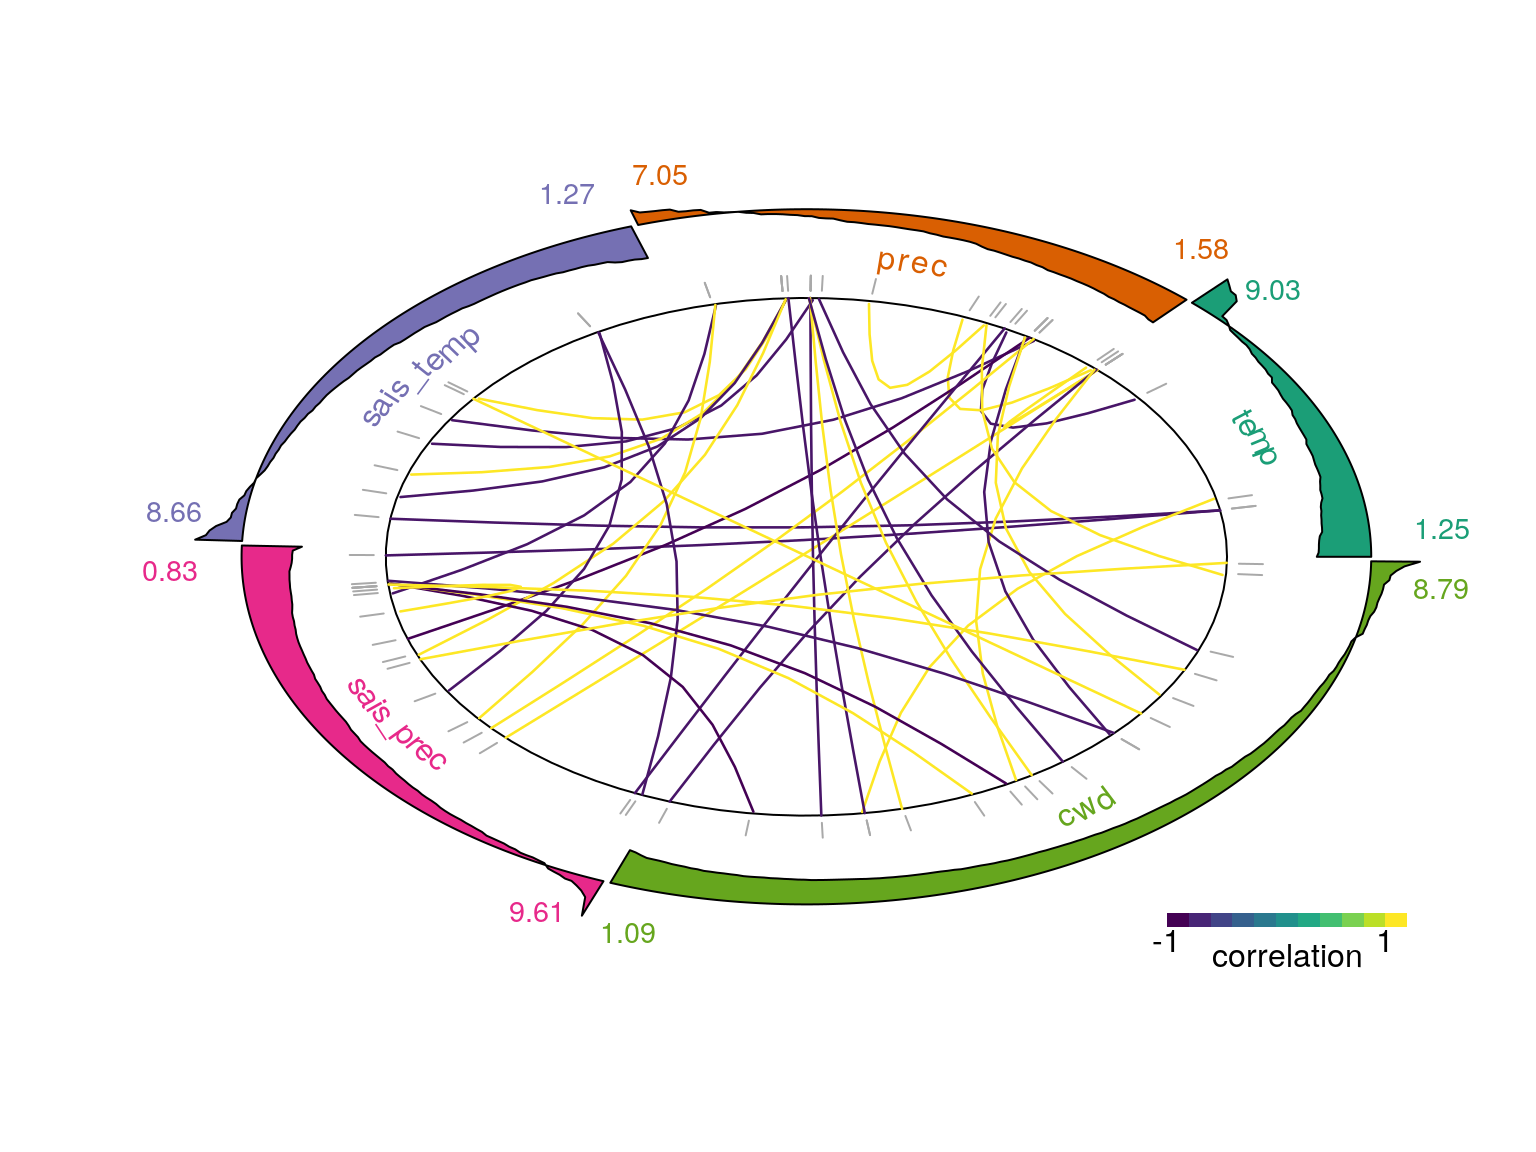 7.05
1.27
1.58
prec
9.03
sais_temp
temp
8.66
1.25
0.83
8.79
sais_prec
cwd
9.61
1.09
-1 1
correlation